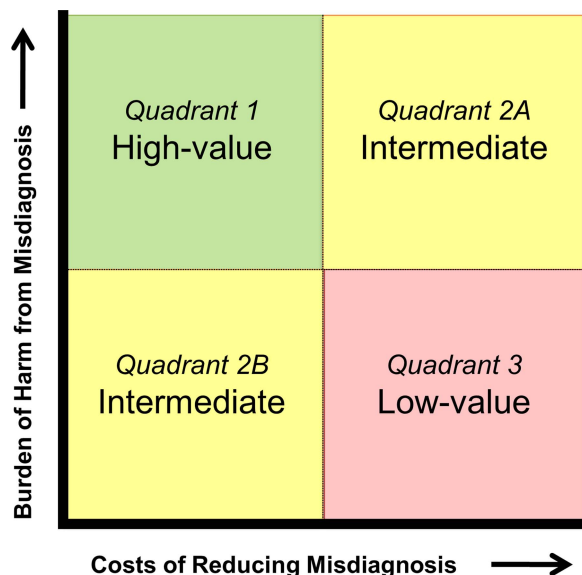 Burden of Harm from Misdiagnosis
Quadrant 1
High-value
Quadrant 2A
Intermediate
Quadrant 2B
Intermediate
Quadrant 3
Low-value
Costs of Reducing Misdiagnosis